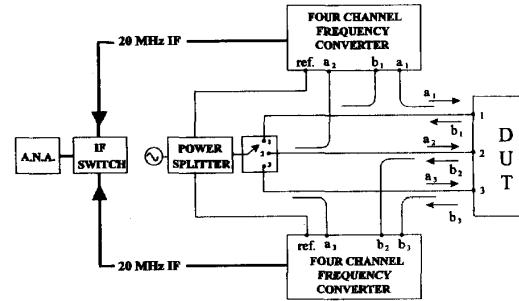 FOUR CHANNEL
FREQUENCY
CONVERTER
20 MHz IF
ref. a2 b1 a1
a1
1
b1
A.N.A.
IF
SWITCH
POWER
SPLITTER
1
2
3
a2
2
b2
a3
3
b3
D
U
T
ref. a3 b2 b3
FOUR CHANNEL
FREQUENCY
CONVERTER
20 MHz IF